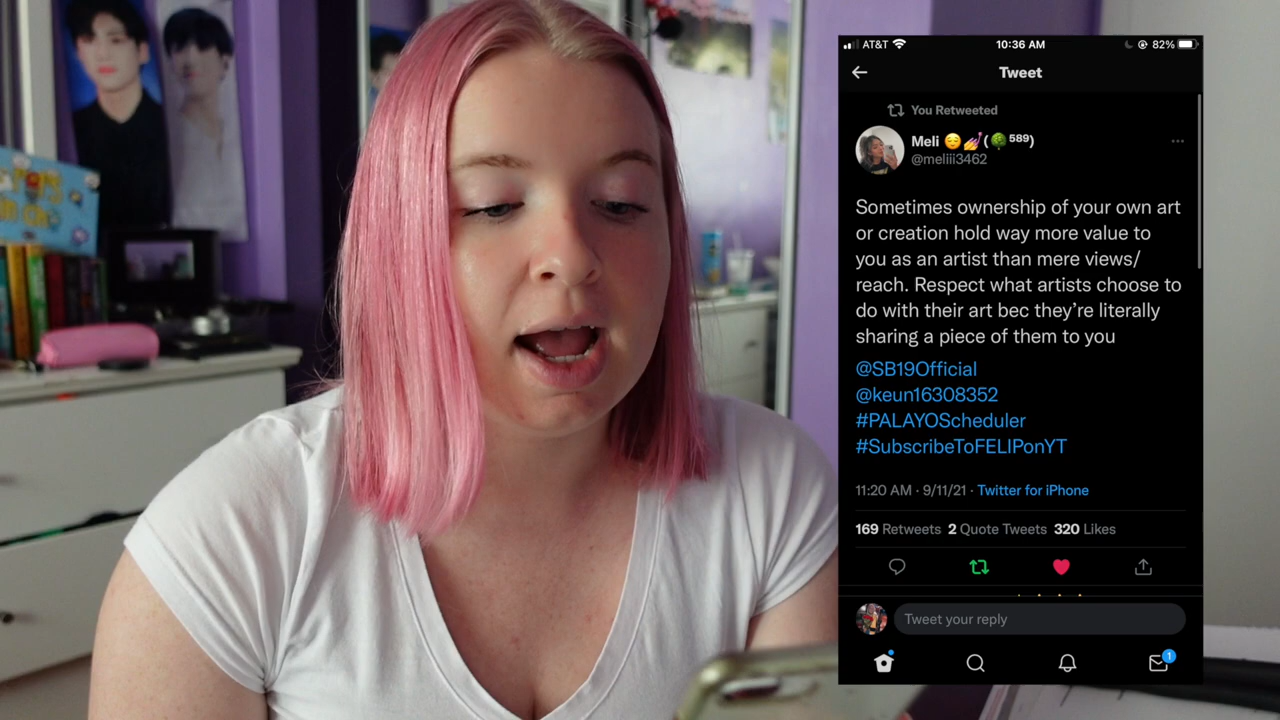 AT&T
10:36 AM
82%
Tweet
You Retweeted
Meli 😌💅(🌳⁵⁸⁹)
@meliii3462
Sometimes ownership of your own art
or creation hold way more value to
you as an artist than mere views/
reach. Respect what artists choose to
do with their art bec they’re literally
sharing a piece of them to you
@SB19Official
@keun16308352
#PALAYOScheduler
#SubscribeToFELIPonYT
11:20 AM · 9/11/21 · Twitter for iPhone
169 Retweets 2 Quote Tweets 320 Likes
Tweet your reply
1